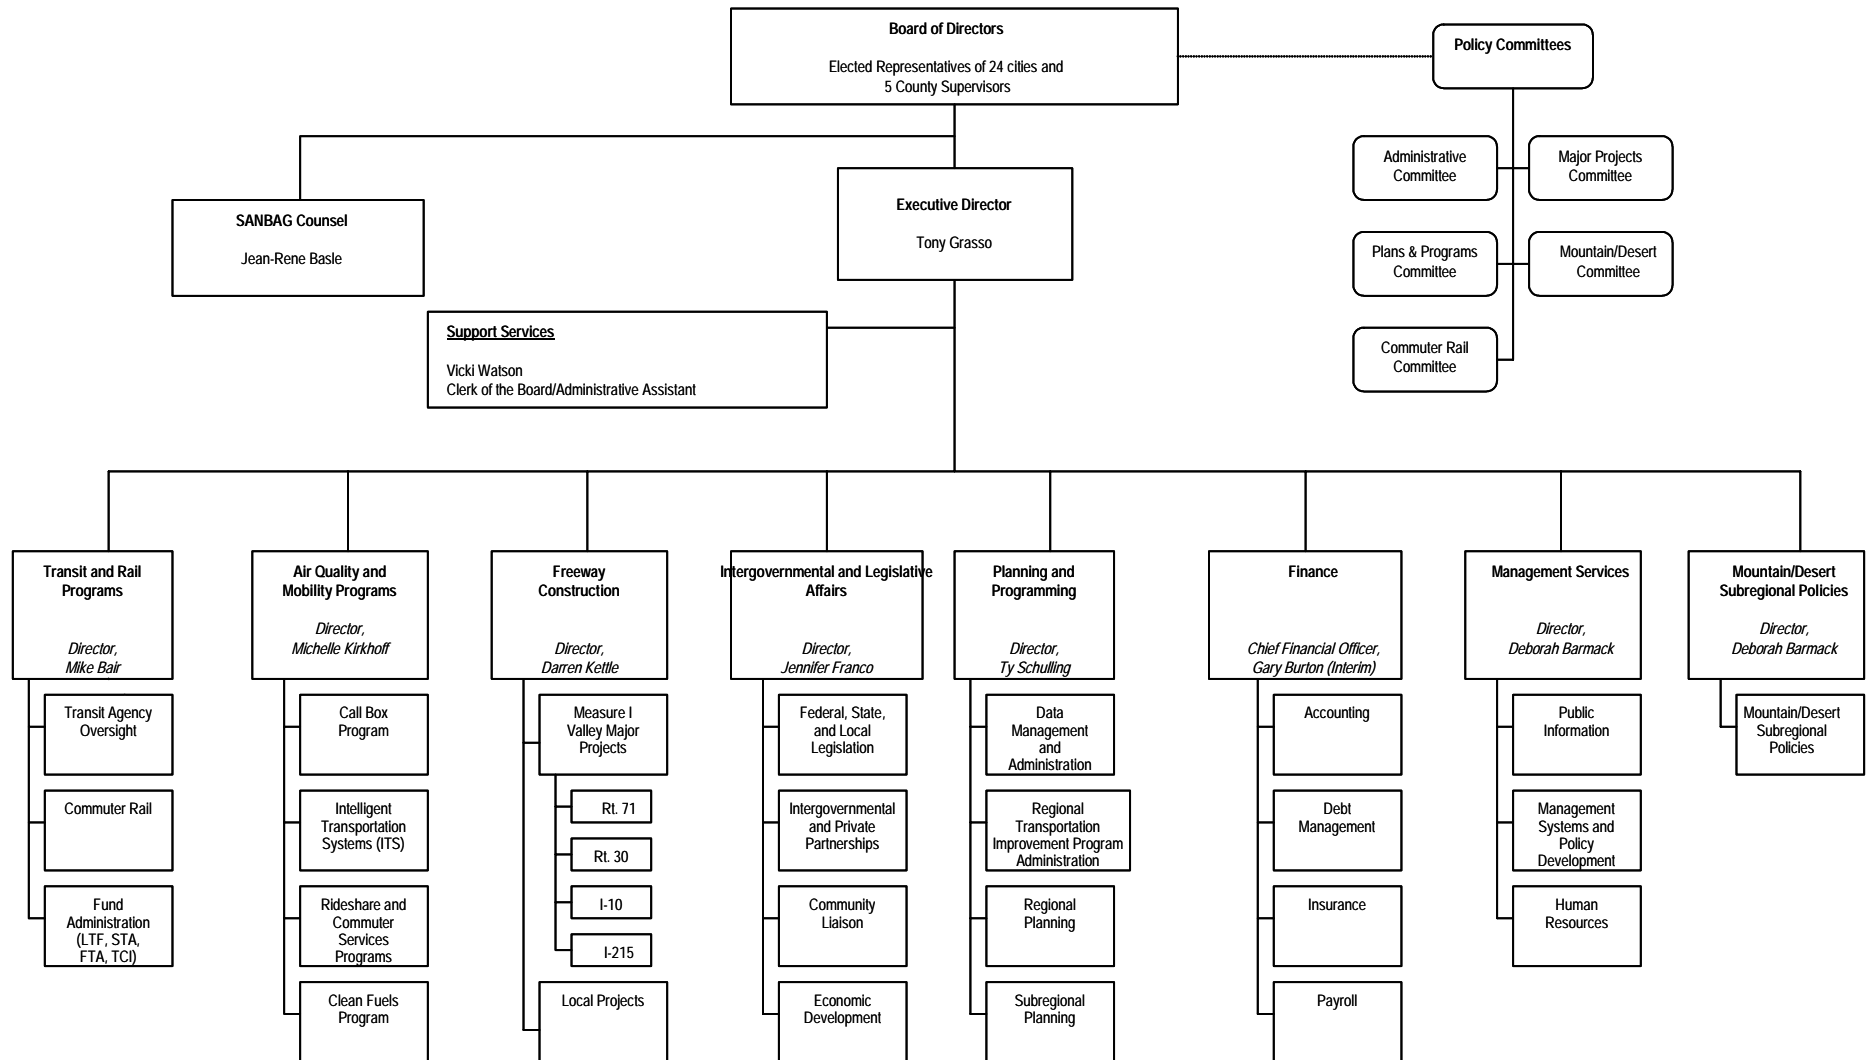 Board of Directors
Elected Representatives of 24 cities and
5 County Supervisors
Policy Committees
Administrative
Committee
Major Projects
Committee
Plans & Programs
Committee
Mountain/Desert
Committee
Commuter Rail
Committee
SANBAG Counsel
Jean-Rene Basle
Executive Director
Tony Grasso
Support Services
Vicki Watson
Clerk of the Board/Administrative Assistant
Transit and Rail
Programs
Director,
Mike Bair
Transit Agency
Oversight
Commuter Rail
Fund
Administration
(LTF, STA,
FTA, TCI)
Air Quality and
Mobility Programs
Director,
Michelle Kirkhoff
Call Box
Program
Intelligent
Transportation
Systems (ITS)
Rideshare and
Commuter
Services
Programs
Clean Fuels
Program
Freeway
Construction
Director,
Darren Kettle
Measure I
Valley Major
Projects
Rt. 71
Rt. 30
I-10
I-215
Local Projects
Intergovernmental and Legislative
Affairs
Director,
Jennifer Franco
Federal, State,
and Local
Legislation
Intergovernmental
and Private
Partnerships
Community
Liaison
Economic
Development
Planning and
Programming
Director,
Ty Schulling
Data
Management
and
Administration
Regional
Transportation
Improvement Program
Administration
Regional
Planning
Subregional
Planning
Finance
Chief Financial Officer,
Gary Burton (Interim)
Accounting
Debt
Management
Insurance
Payroll
Management Services
Director,
Deborah Barmack
Public
Information
Management
Systems and
Policy
Development
Human
Resources
Mountain/Desert
Subregional Policies
Director,
Deborah Barmack
Mountain/Desert
Subregional
Policies